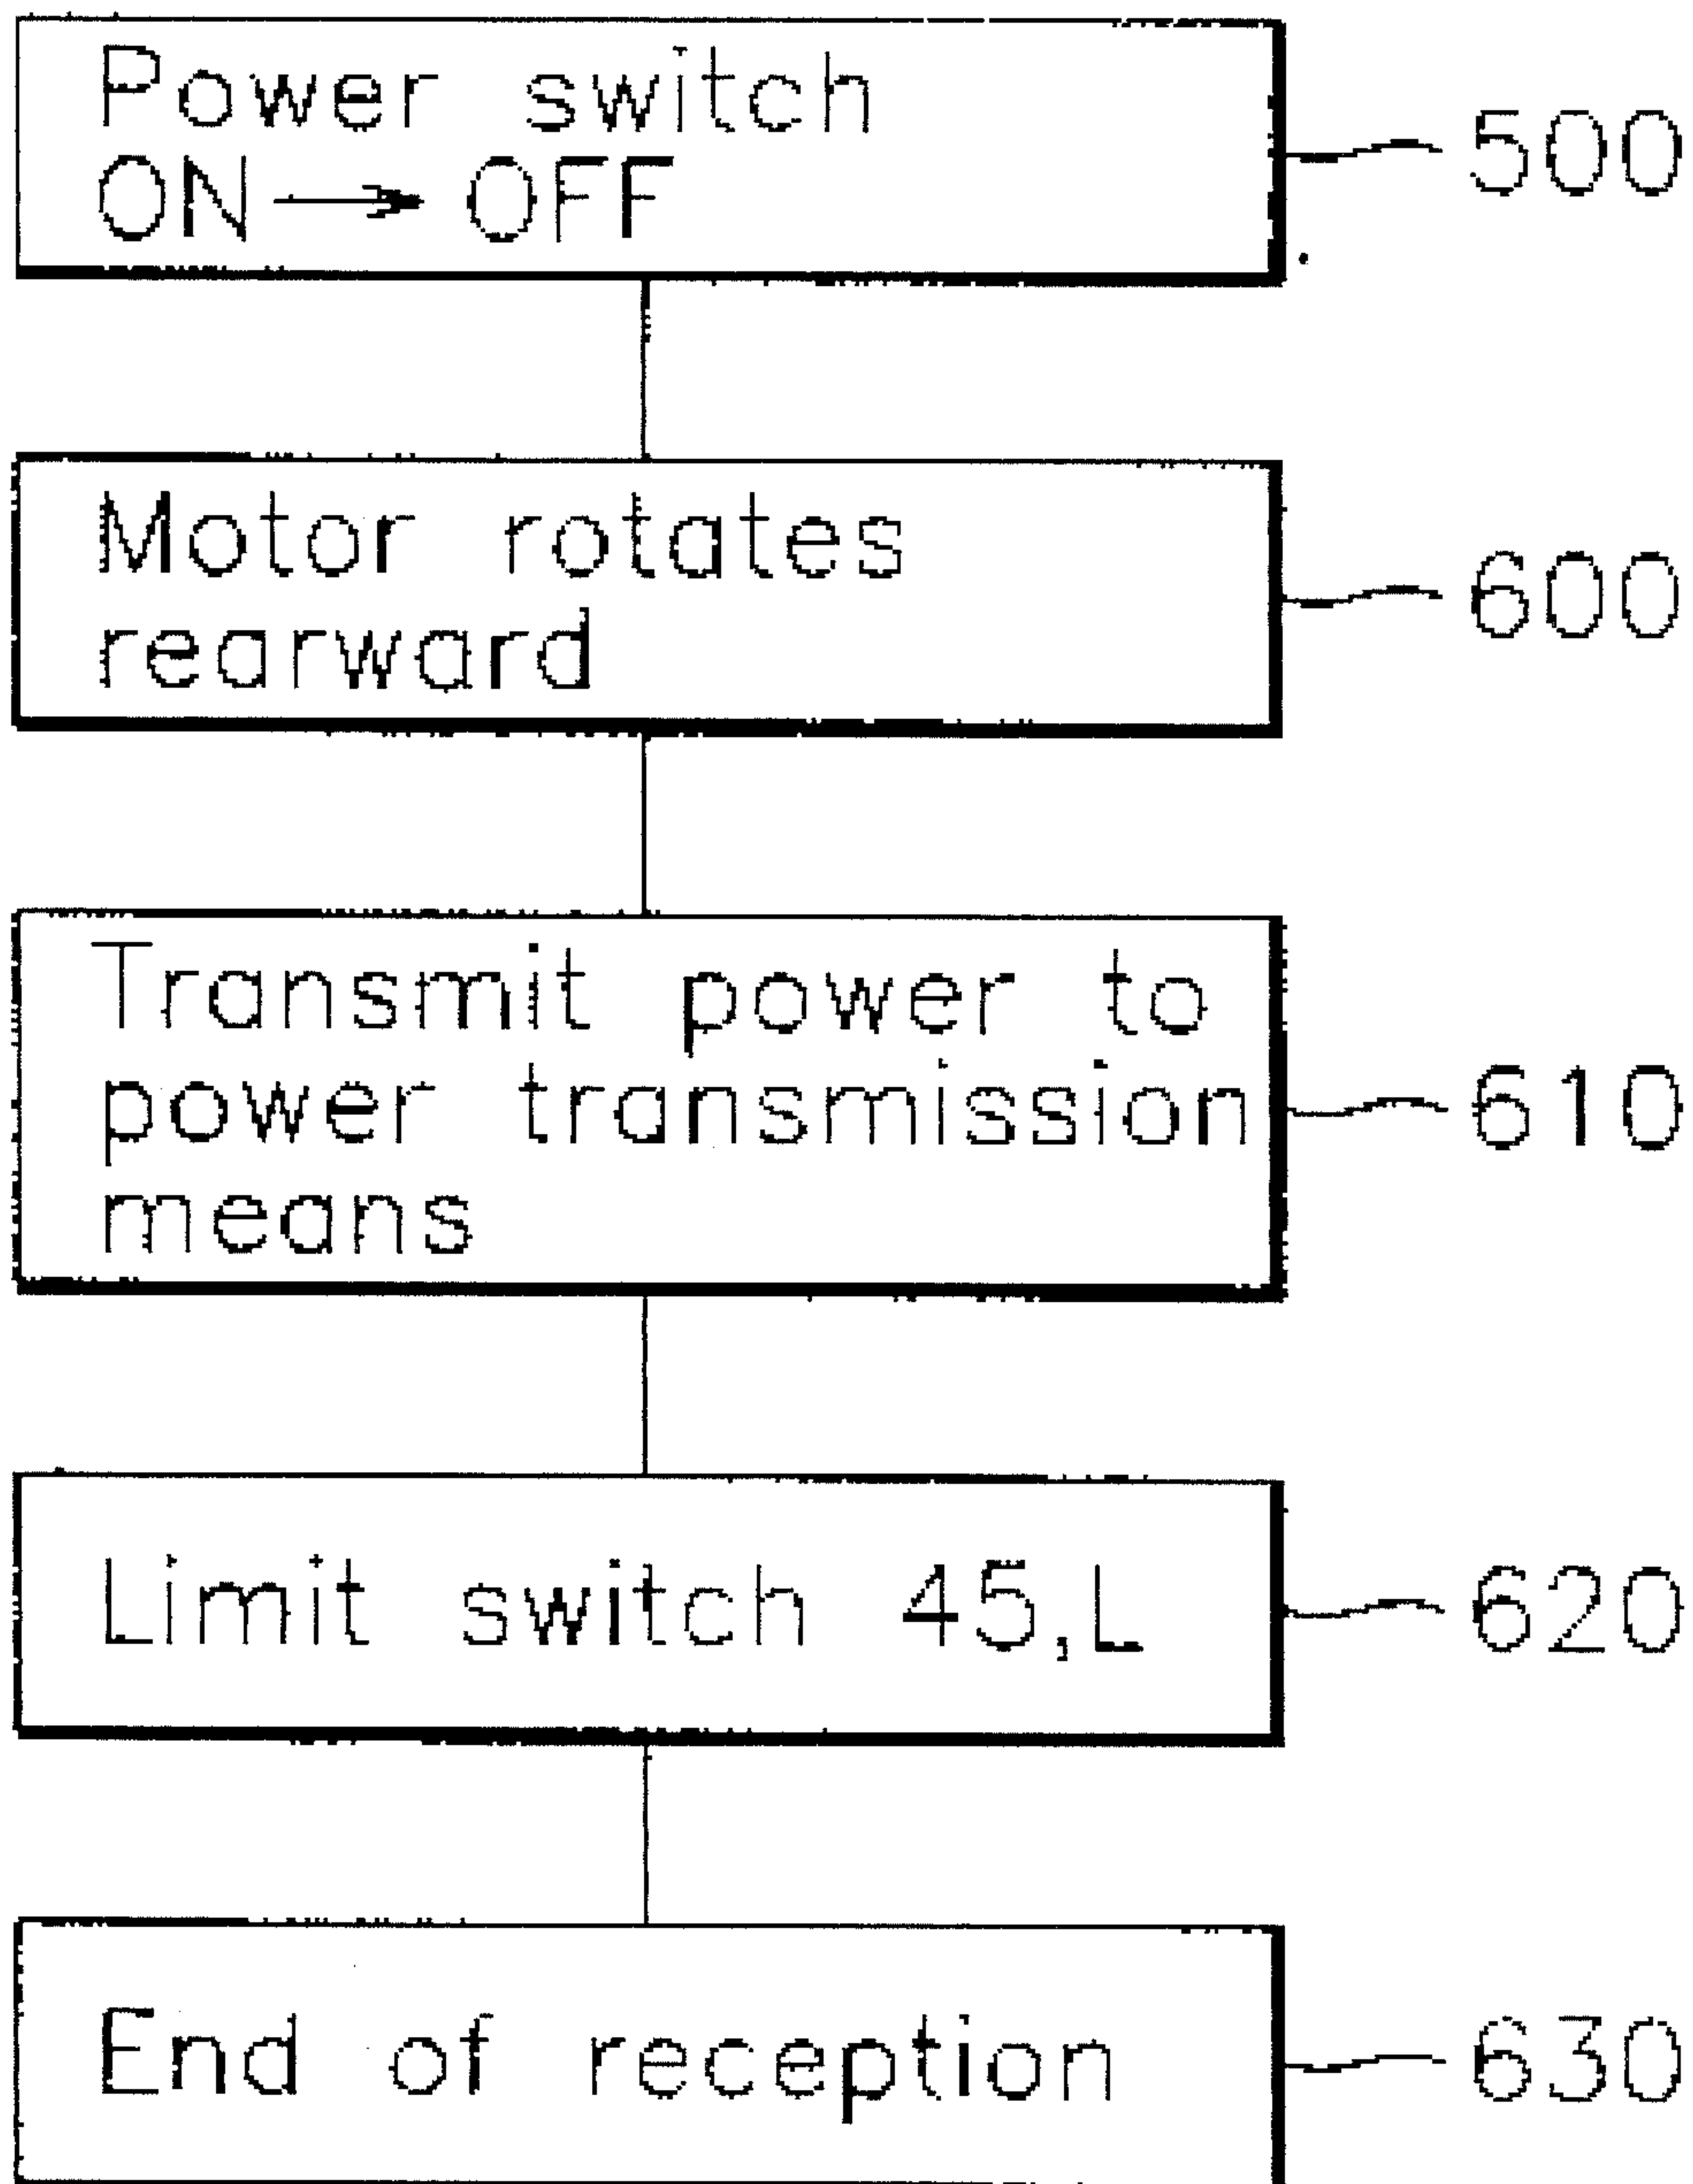 Power switch
ON → OFF
500
Motor rotates
rearward
600
Transmit power to
power transmission
means
610
Limit switch 45,L
620
End of reception
630